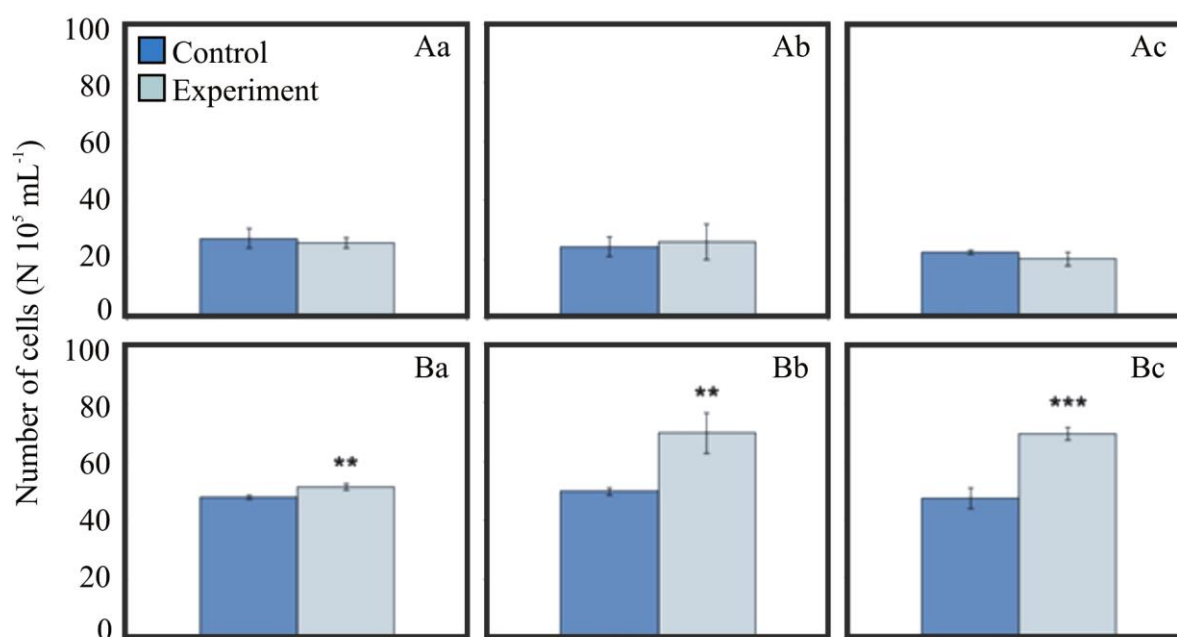 Number of cells (N 10⁵ mL⁻¹)
100
80
60
40
20
0
Control
Experiment
Aa
Ab
Ac
100
80
60
40
20
0
Ba
**
Bb
**
Bc
***